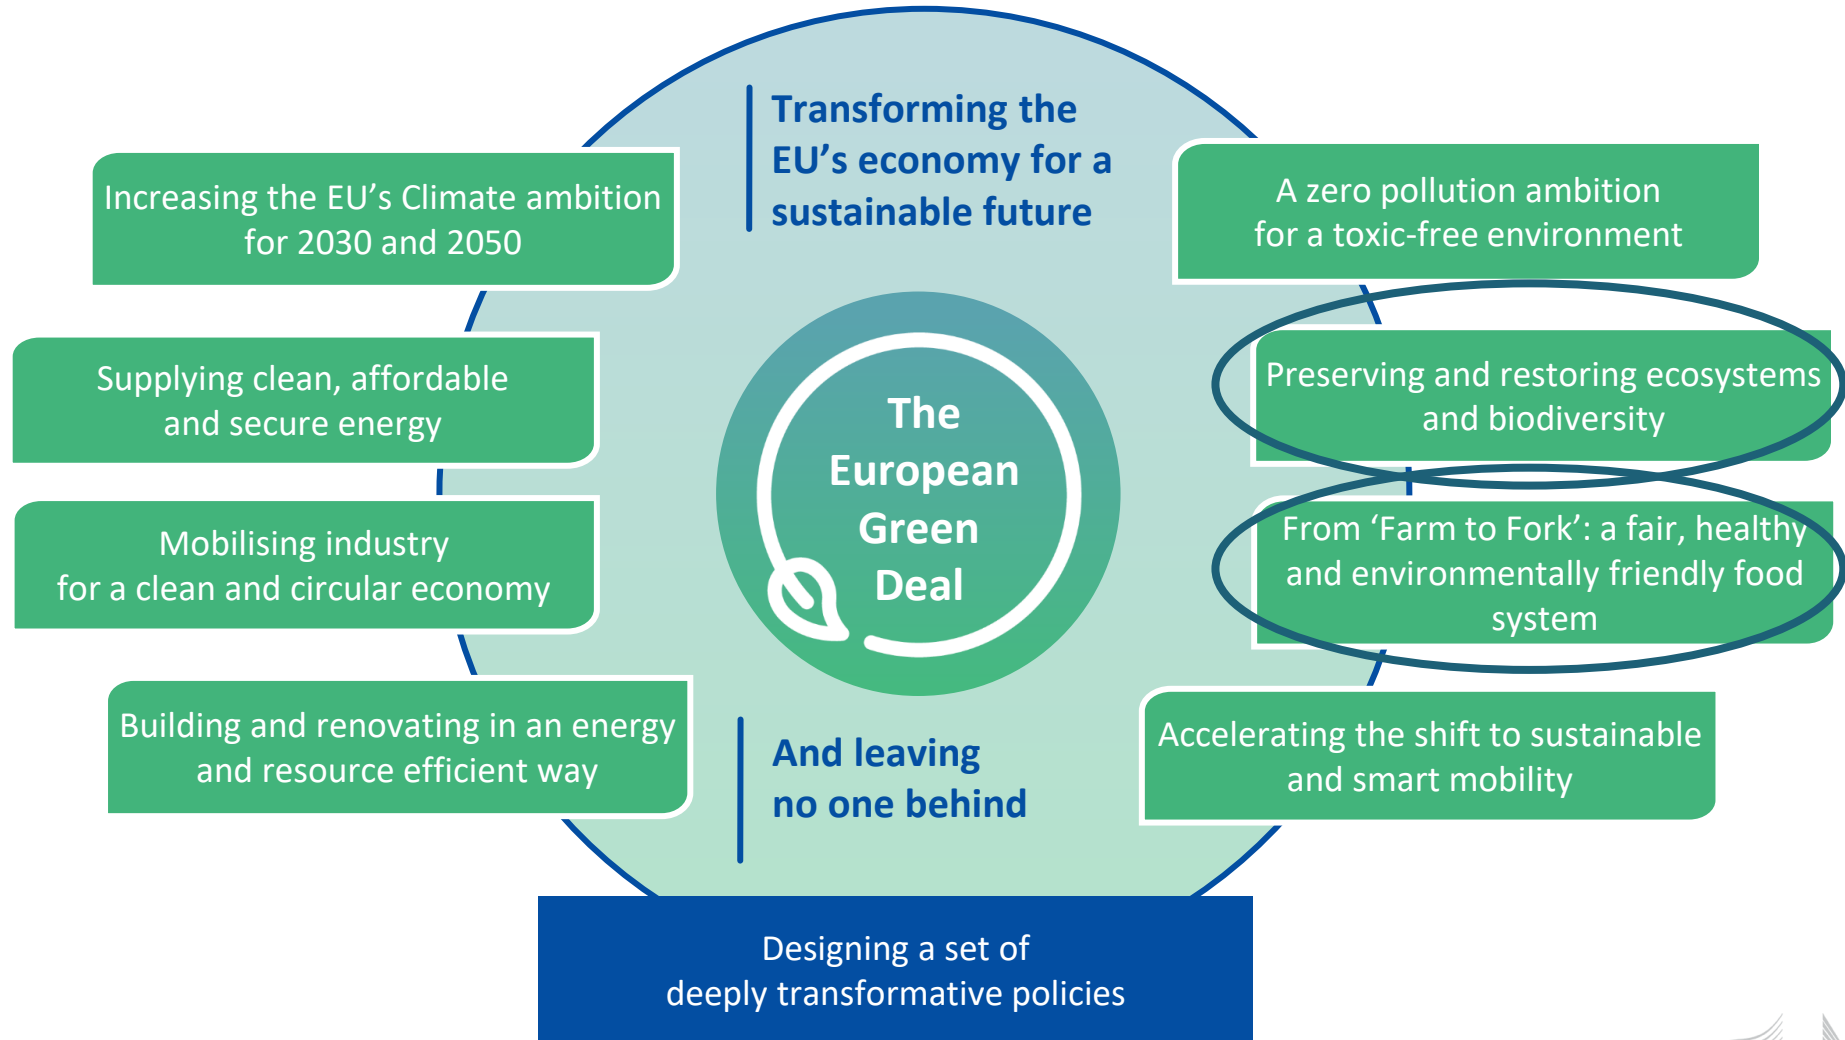 Transforming the
EU’s economy for a
sustainable future
Increasing the EU’s Climate ambition
for 2030 and 2050
Supplying clean, affordable
and secure energy
Mobilising industry
for a clean and circular economy
Building and renovating in an energy
and resource efficient way
The
European
Green
Deal
A zero pollution ambition
for a toxic-free environment
Preserving and restoring ecosystems
and biodiversity
From ‘Farm to Fork’: a fair, healthy
and environmentally friendly food
system
Accelerating the shift to sustainable
and smart mobility
And leaving
no one behind
Designing a set of
deeply transformative policies